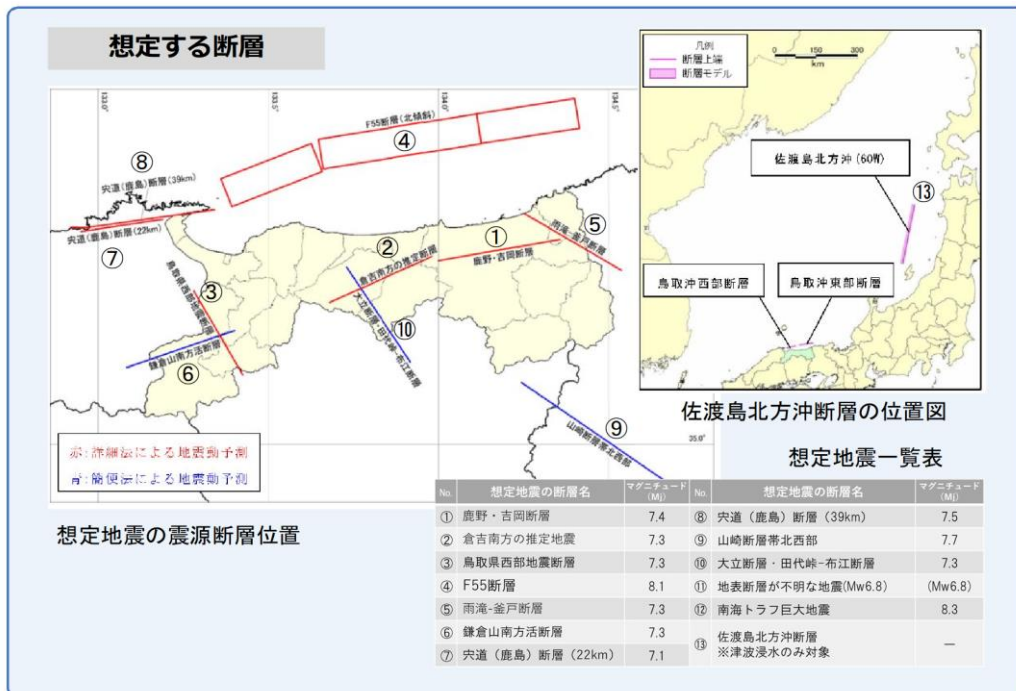 想定する断層
133.0°
133.5°
134.0°
134.5°
F55断層(北傾斜)
④
⑧
宍道(鹿島)断層(39km)
宍道(鹿島)断層(22km)
⑦
⑤
雨滝-釜戸断層
①
鹿野・吉岡断層
②
倉吉南方の推定断層
③
鳥取県西部地震断層
大立断層・田代峠-布江断層
⑩
鎌倉山南方活断層
⑥
⑨
山崎断層帯北西部
35.0°
赤:詳細法による地震動予測
青:簡便法による地震動予測
想定地震の震源断層位置
凡例
断層上端
断層モデル
0 150 300
km
佐渡島北方沖(60W)
⑬
鳥取沖西部断層
鳥取沖東部断層
佐渡島北方沖断層の位置図
想定地震一覧表
No. 想定地震の断層名 マグニチュード(Mj) No. 想定地震の断層名 マグニチュード(Mj)
① 鹿野・吉岡断層 7.4 ⑧ 宍道(鹿島)断層(39km) 7.5
② 倉吉南方の推定地震 7.3 ⑨ 山崎断層帯北西部 7.7
③ 鳥取県西部地震断層 7.3 ⑩ 大立断層・田代峠-布江断層 7.3
④ F55断層 8.1 ⑪ 地表断層が不明な地震(Mw6.8) (Mw6.8)
⑤ 雨滝-釜戸断層 7.3 ⑫ 南海トラフ巨大地震 8.3
⑥ 鎌倉山南方活断層 7.3 ⑬ 佐渡島北方沖断層 —
※津波浸水のみ対象
⑦ 宍道(鹿島)断層(22km) 7.1